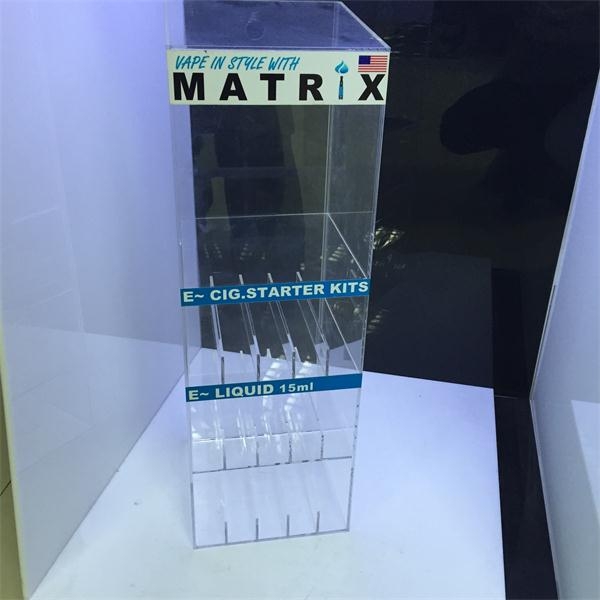 VAPE IN STYLE WITH
MATRIX
E~ CIG.STARTER KITS
E~ LIQUID 15ml